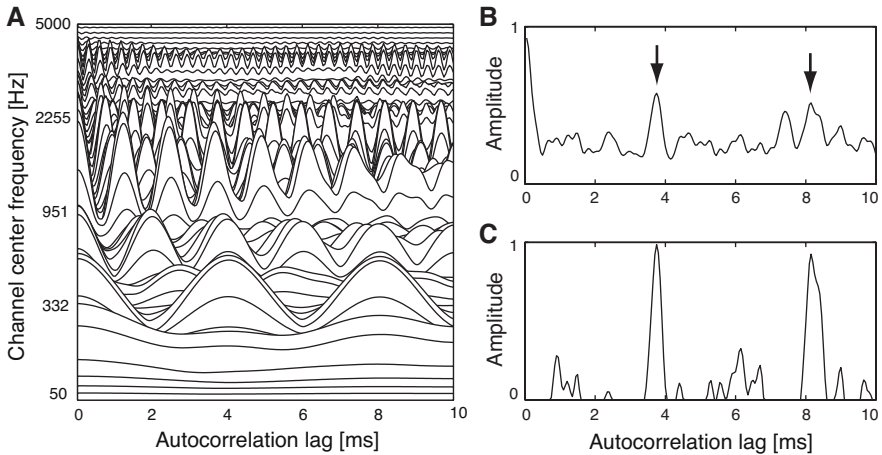 A
5000
2255
951
332
50
Channel center frequency [Hz]
0 2 4 6 8 10
Autocorrelation lag [ms]
B
1
0
Amplitude
0 2 4 6 8 10
C
1
0
Amplitude
0 2 4 6 8 10
Autocorrelation lag [ms]